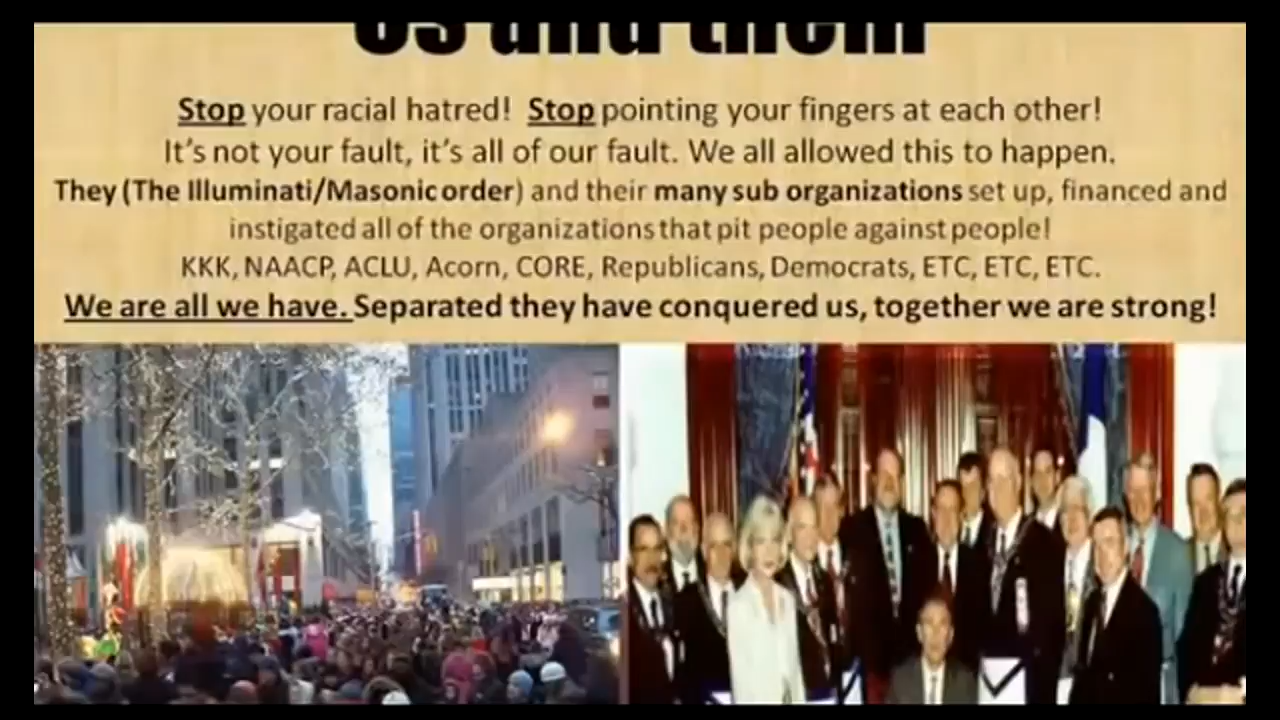 Us and them
Stop your racial hatred! Stop pointing your fingers at each other!
It's not your fault, it's all of our fault. We all allowed this to happen.
They (The Illuminati/Masonic order) and their many sub organizations set up, financed and
instigated all of the organizations that pit people against people!
KKK, NAACP, ACLU, Acorn, CORE, Republicans, Democrats, ETC, ETC, ETC.
We are all we have. Separated they have conquered us, together we are strong!